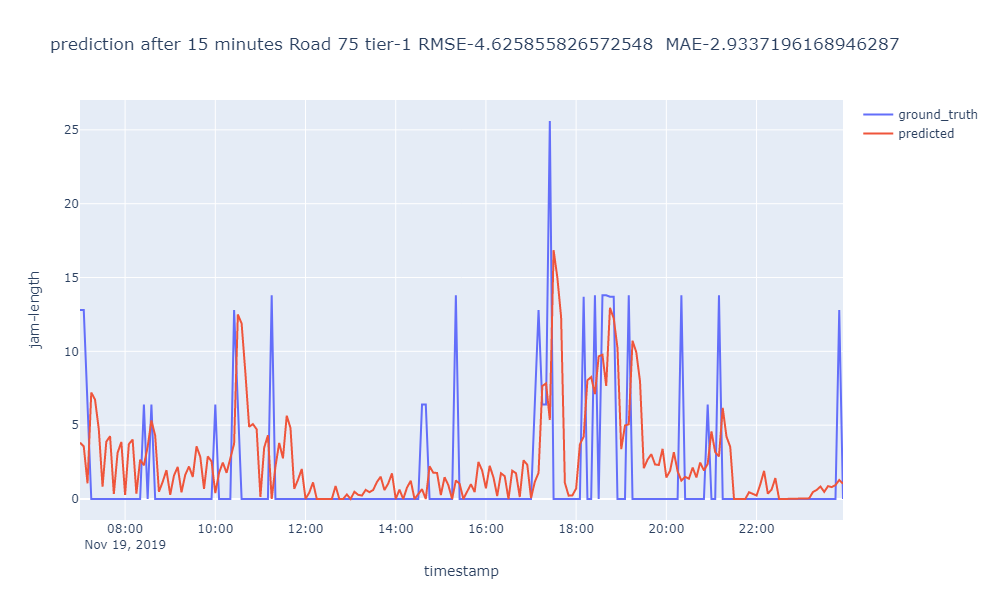 prediction after 15 minutes Road 75 tier-1 RMSE-4.625855826572548  MAE-2.9337196168946287
ground_truth
predicted
25
20
15
10
5
0
jam-length
08:00 10:00 12:00 14:00 16:00 18:00 20:00 22:00
Nov 19, 2019
timestamp